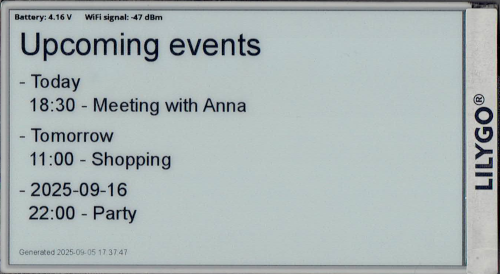 Battery: 4.16 V WiFi signal: -47 dBm
Upcoming events
- Today
18:30 - Meeting with Anna
- Tomorrow
11:00 - Shopping
- 2025-09-16
22:00 - Party
Generated 2025-09-05 17:37:47
LILYGO®